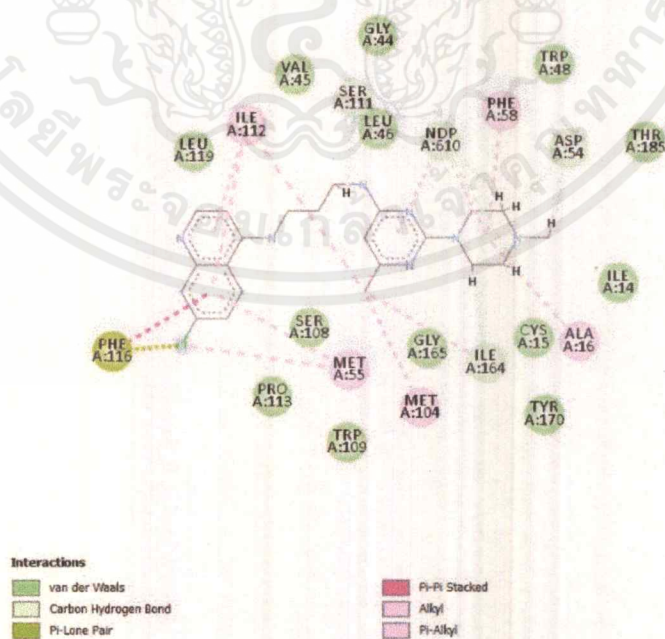 GLY
A:44
VAL
A:45
TRP
A:48
SER
A:111
PHE
A:58
ILE
A:112
LEU
A:46
NDP
A:610
ASP
A:54
THR
A:185
LEU
A:119
H
H
H
H
H
H
ILE
A:14
SER
A:108
CYS
A:15
ALA
A:16
PHE
A:116
GLY
A:165
ILE
A:164
MET
A:55
PRO
A:113
MET
A:104
TYR
A:170
TRP
A:109
Interactions
van der Waals
Carbon Hydrogen Bond
Pi-Lone Pair
Pi-Pi Stacked
Alkyl
Pi-Alkyl